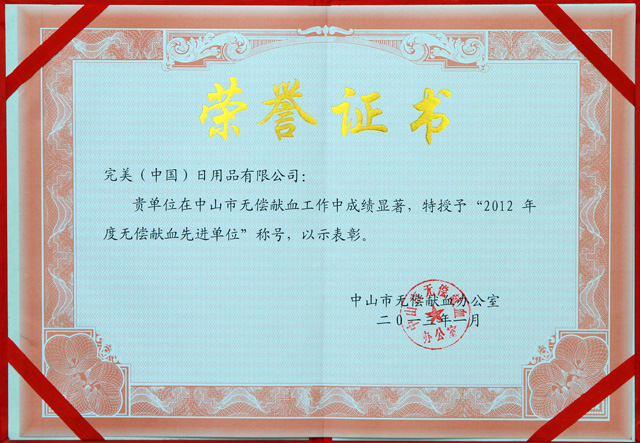 荣誉证书
完美（中国）日用品有限公司：
贵单位在中山市无偿献血工作中成绩显著，特授予“2012 年
度无偿献血先进单位”称号，以示表彰。
中山市无偿献血办公室
二0一三年一月
中山市无偿献血
办公室